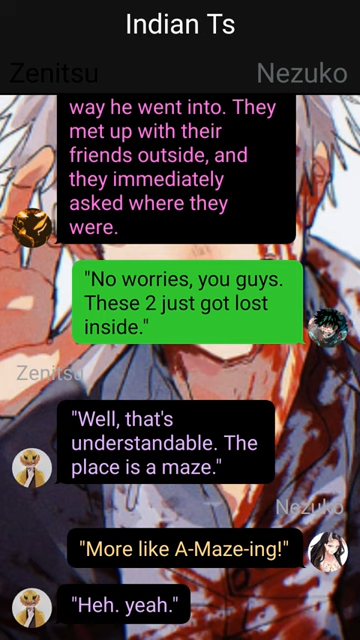 Indian Ts
Zenitsu
Nezuko
way he went into. They
met up with their
friends outside, and
they immediately
asked where they
were.
"No worries, you guys.
These 2 just got lost
inside."
Zenitsu
"Well, that's
understandable. The
place is a maze."
Nezuko
"More like A-Maze-ing!"
"Heh. yeah."